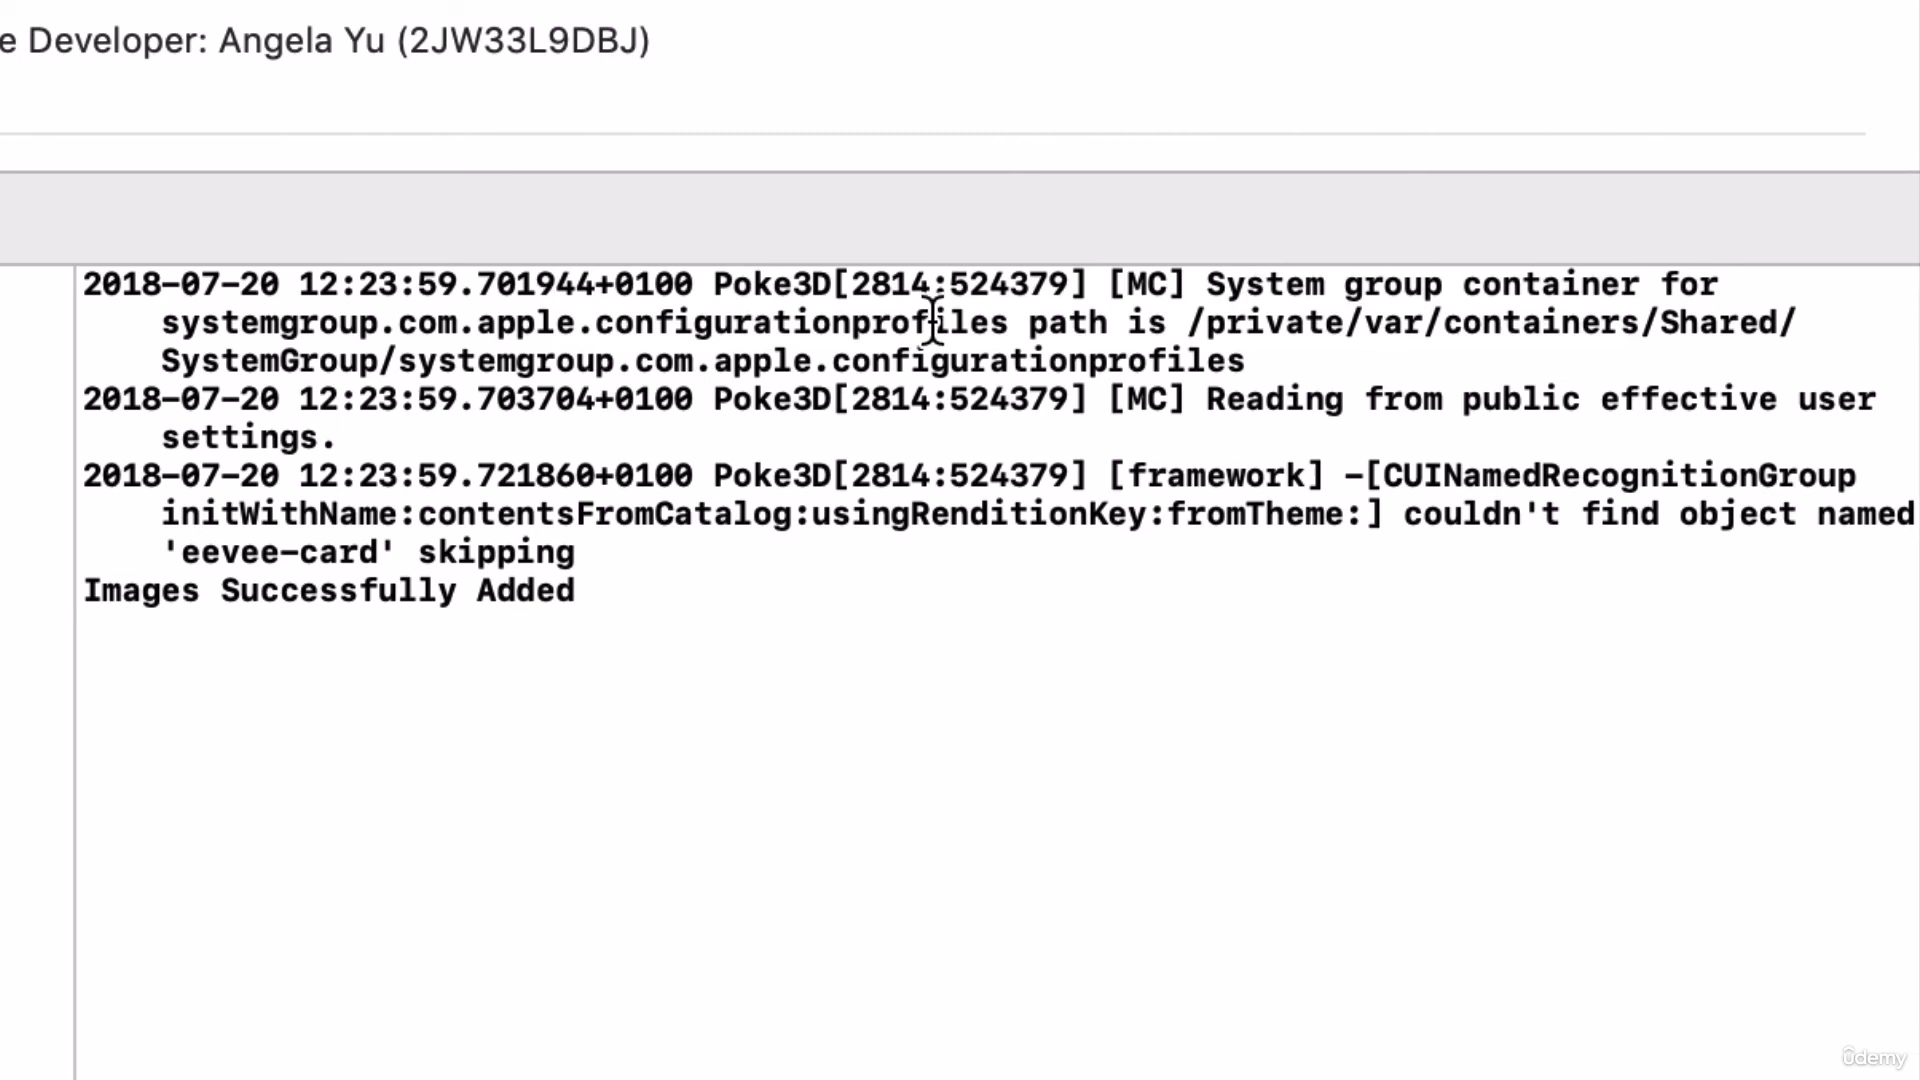 e Developer: Angela Yu (2JW33L9DBJ)
2018-07-20 12:23:59.701944+0100 Poke3D[2814:524379] [MC] System group container for
systemgroup.com.apple.configurationprofiles path is /private/var/containers/Shared/
SystemGroup/systemgroup.com.apple.configurationprofiles
2018-07-20 12:23:59.703704+0100 Poke3D[2814:524379] [MC] Reading from public effective user
settings.
2018-07-20 12:23:59.721860+0100 Poke3D[2814:524379] [framework] -[CUINamedRecognitionGroup
initWithName:contentsFromCatalog:usingRenditionKey:fromTheme:] couldn't find object named
'eevee-card' skipping
Images Successfully Added
ûdemy